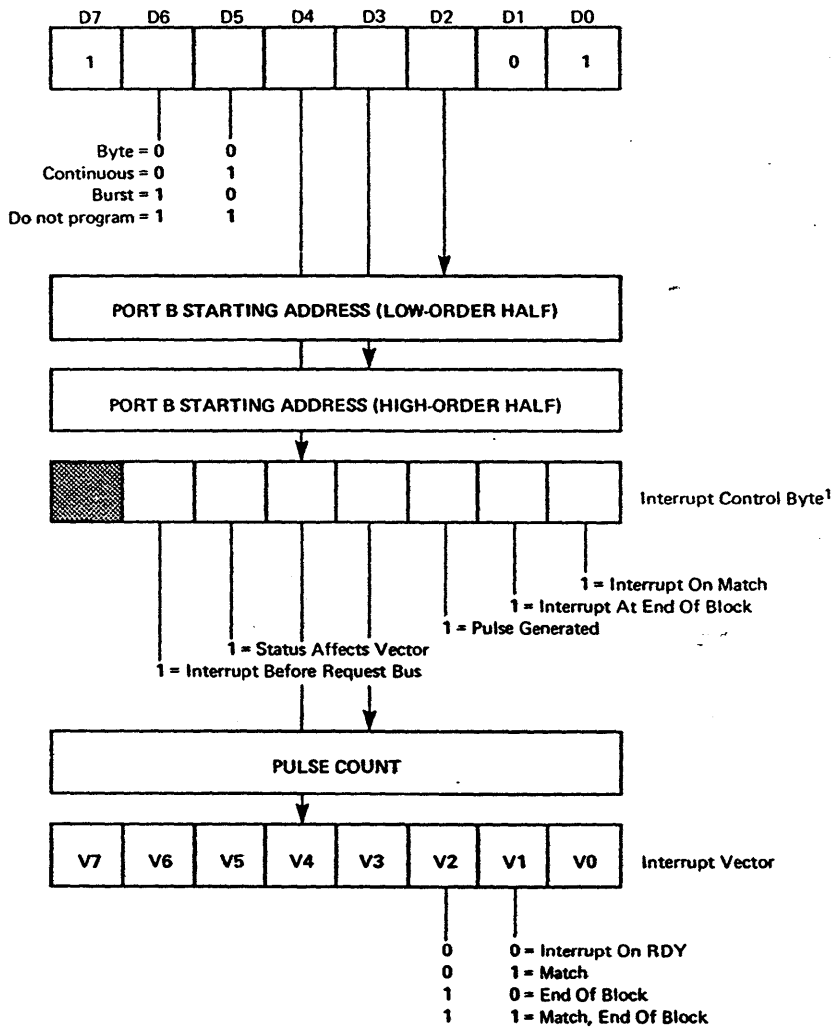 D7 D6 D5 D4 D3 D2 D1 D0
1 0 1
Byte = 0 0
Continuous = 0 1
Burst = 1 0
Do not program = 1 1
PORT B STARTING ADDRESS (LOW-ORDER HALF)
PORT B STARTING ADDRESS (HIGH-ORDER HALF)
Interrupt Control Byte1
1 = Interrupt On Match
1 = Interrupt At End Of Block
1 = Pulse Generated
1 = Status Affects Vector
1 = Interrupt Before Request Bus
PULSE COUNT
V7 V6 V5 V4 V3 V2 V1 V0 Interrupt Vector
0 0 = Interrupt On RDY
0 1 = Match
1 0 = End Of Block
1 1 = Match, End Of Block